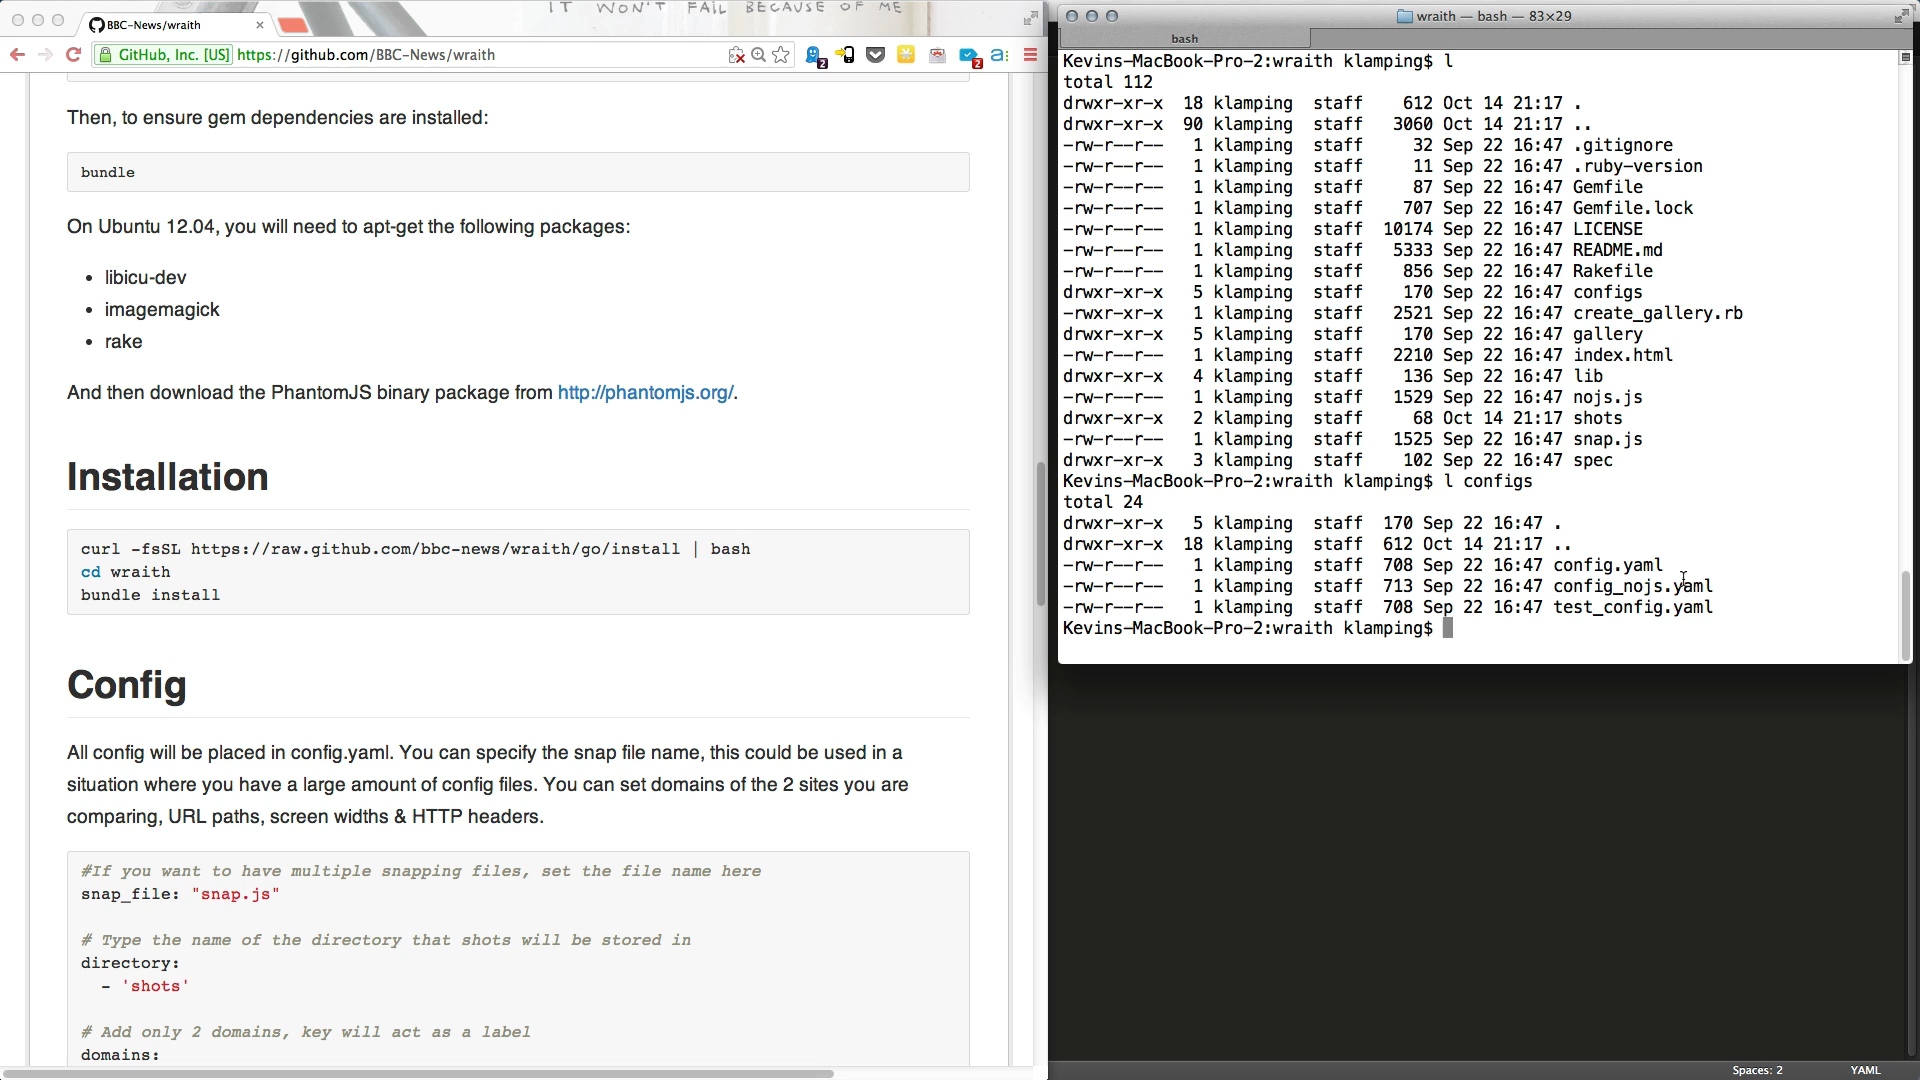 IT WON'T FAIL BECAUSE OF ME
BBC-News/wraith
GitHub, Inc. [US] https://github.com/BBC-News/wraith
2
2
a:
Then, to ensure gem dependencies are installed:
bundle
On Ubuntu 12.04, you will need to apt-get the following packages:
• libicu-dev
• imagemagick
• rake
And then download the PhantomJS binary package from http://phantomjs.org/.
Installation
curl -fsSL https://raw.github.com/bbc-news/wraith/go/install | bash
cd wraith
bundle install
Config
All config will be placed in config.yaml. You can specify the snap file name, this could be used in a
situation where you have a large amount of config files. You can set domains of the 2 sites you are
comparing, URL paths, screen widths & HTTP headers.
#If you want to have multiple snapping files, set the file name here
snap_file: "snap.js"
# Type the name of the directory that shots will be stored in
directory:
- 'shots'
# Add only 2 domains, key will act as a label
domains:
wraith — bash — 83×29
bash
Kevins-MacBook-Pro-2:wraith klamping$ l
total 112
drwxr-xr-x 18 klamping staff 612 Oct 14 21:17 .
drwxr-xr-x 90 klamping staff 3060 Oct 14 21:17 ..
-rw-r--r-- 1 klamping staff 32 Sep 22 16:47 .gitignore
-rw-r--r-- 1 klamping staff 11 Sep 22 16:47 .ruby-version
-rw-r--r-- 1 klamping staff 87 Sep 22 16:47 Gemfile
-rw-r--r-- 1 klamping staff 707 Sep 22 16:47 Gemfile.lock
-rw-r--r-- 1 klamping staff 10174 Sep 22 16:47 LICENSE
-rw-r--r-- 1 klamping staff 5333 Sep 22 16:47 README.md
-rw-r--r-- 1 klamping staff 856 Sep 22 16:47 Rakefile
drwxr-xr-x 5 klamping staff 170 Sep 22 16:47 configs
-rwxr-xr-x 1 klamping staff 2521 Sep 22 16:47 create_gallery.rb
drwxr-xr-x 5 klamping staff 170 Sep 22 16:47 gallery
-rw-r--r-- 1 klamping staff 2210 Sep 22 16:47 index.html
drwxr-xr-x 4 klamping staff 136 Sep 22 16:47 lib
-rw-r--r-- 1 klamping staff 1529 Sep 22 16:47 nojs.js
drwxr-xr-x 2 klamping staff 68 Oct 14 21:17 shots
-rw-r--r-- 1 klamping staff 1525 Sep 22 16:47 snap.js
drwxr-xr-x 3 klamping staff 102 Sep 22 16:47 spec
Kevins-MacBook-Pro-2:wraith klamping$ l configs
total 24
drwxr-xr-x 5 klamping staff 170 Sep 22 16:47 .
drwxr-xr-x 18 klamping staff 612 Oct 14 21:17 ..
-rw-r--r-- 1 klamping staff 708 Sep 22 16:47 config.yaml
-rw-r--r-- 1 klamping staff 713 Sep 22 16:47 config_nojs.yaml
-rw-r--r-- 1 klamping staff 708 Sep 22 16:47 test_config.yaml
Kevins-MacBook-Pro-2:wraith klamping$
Spaces: 2 YAML